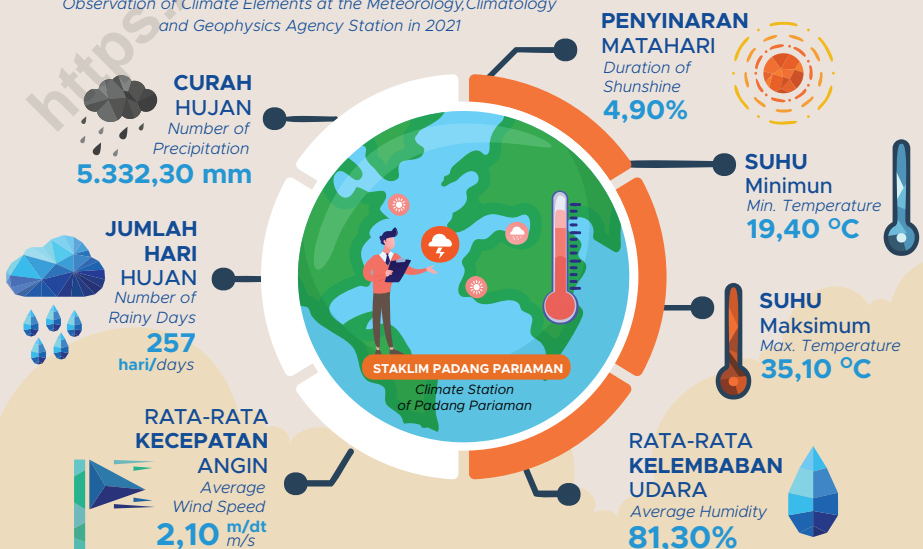 Observation of Climate Elements at the Meteorology,Climatology
and Geophysics Agency Station in 2021
https:
CURAH
HUJAN
Number of
Precipitation
5.332,30 mm
JUMLAH
HARI
HUJAN
Number of
Rainy Days
257
hari/days
RATA-RATA
KECEPATAN
ANGIN
Average
Wind Speed
2,10 m/dt
m/s
STAKLIM PADANG PARIAMAN
Climate Station
of Padang Pariaman
PENYINARAN
MATAHARI
Duration of
Shunshine
4,90%
SUHU
Minimun
Min. Temperature
19,40 °C
SUHU
Maksimum
Max. Temperature
35,10 °C
RATA-RATA
KELEMBABAN
UDARA
Average Humidity
81,30%